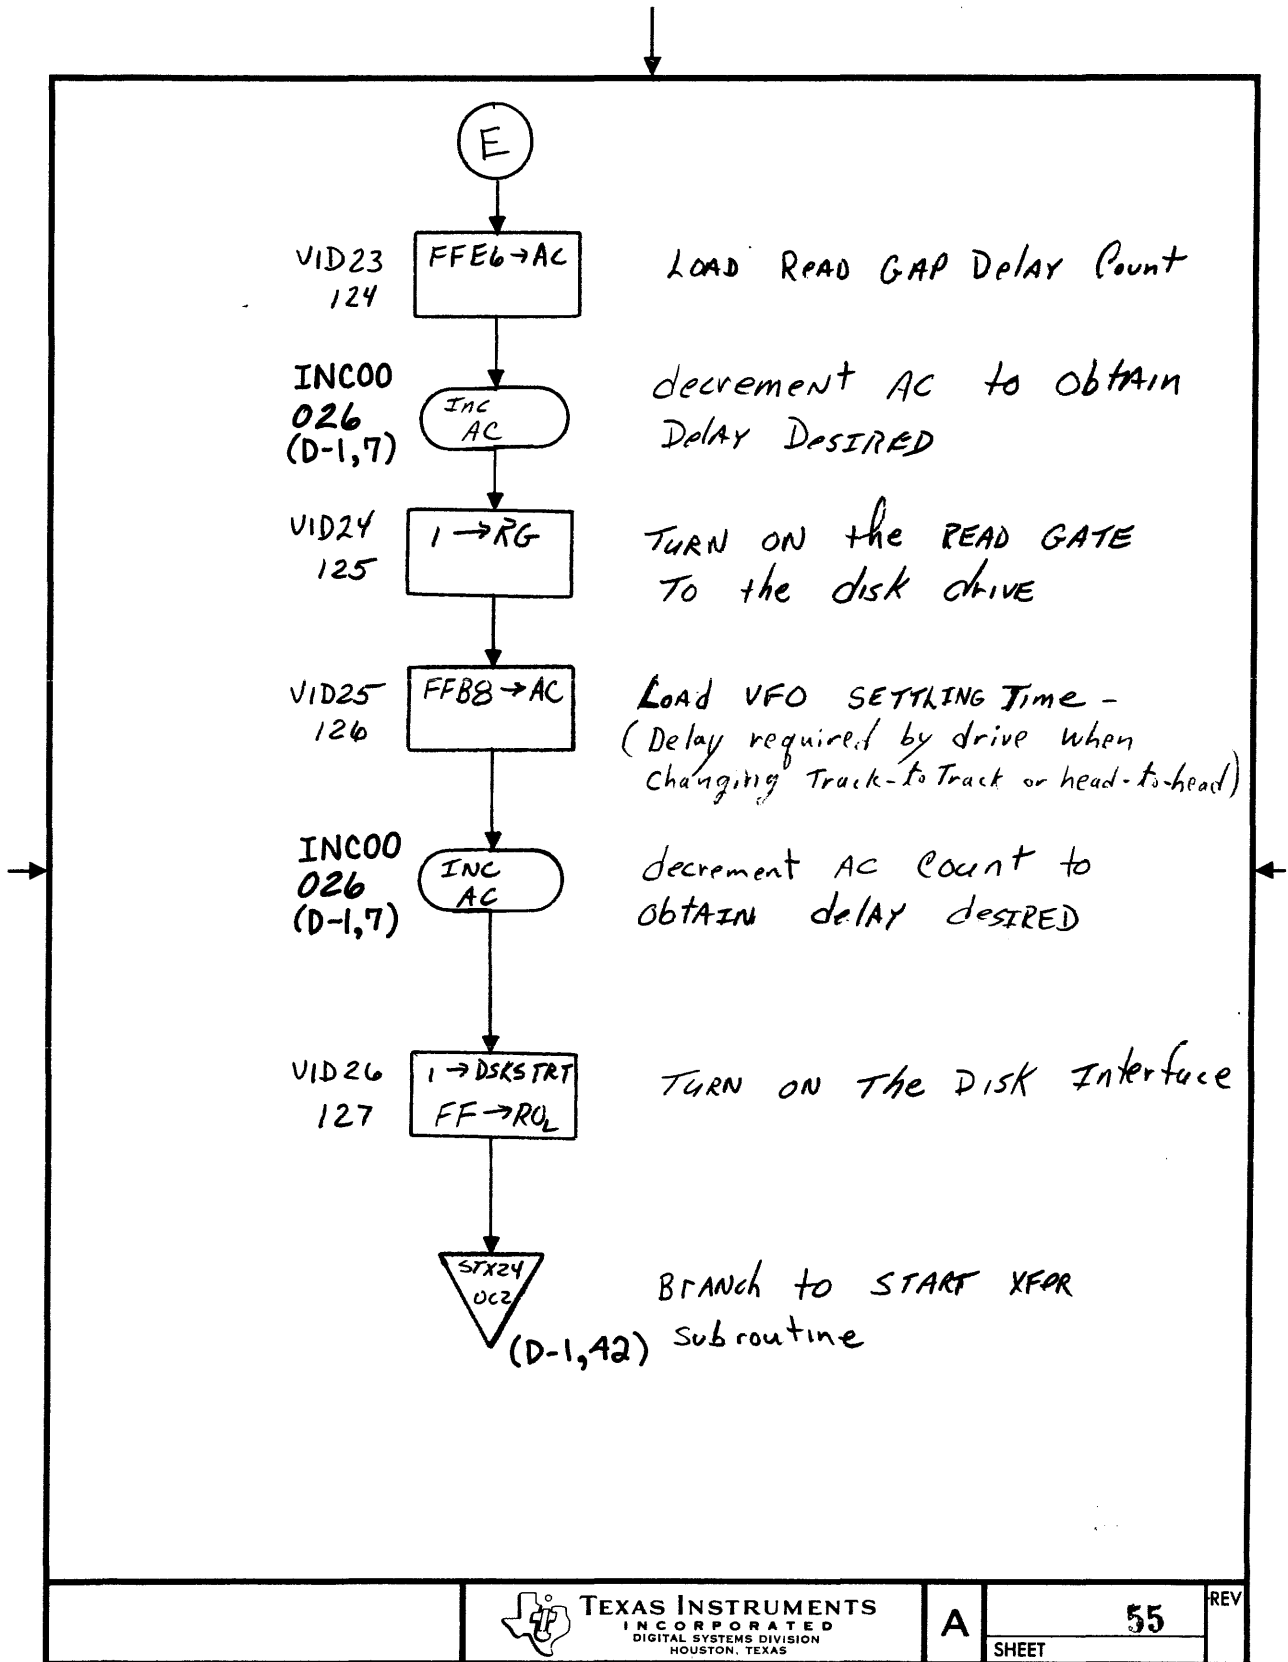 E
VID23
124
FFE6→AC
LOAD READ GAP Delay Count
INC00
026
(D-1,7)
Inc
AC
decrement AC to obtain
Delay DESIRED
VID24
125
1→RG
TURN ON the READ GATE
To the disk drive
VID25
126
FFB8→AC
Load VFO SETTLING Time -
(Delay required by drive when
changing Track-to Track or head-to-head)
INC00
026
(D-1,7)
INC
AC
decrement AC Count to
obtain delay desired
VID26
127
1→DSKSTRT
FF→R0L
TURN ON The Disk Interface
STX24
0C2
(D-1,42)
Branch to START XFER
subroutine
TEXAS INSTRUMENTS
INCORPORATED
DIGITAL SYSTEMS DIVISION
HOUSTON, TEXAS
A
55
SHEET
REV